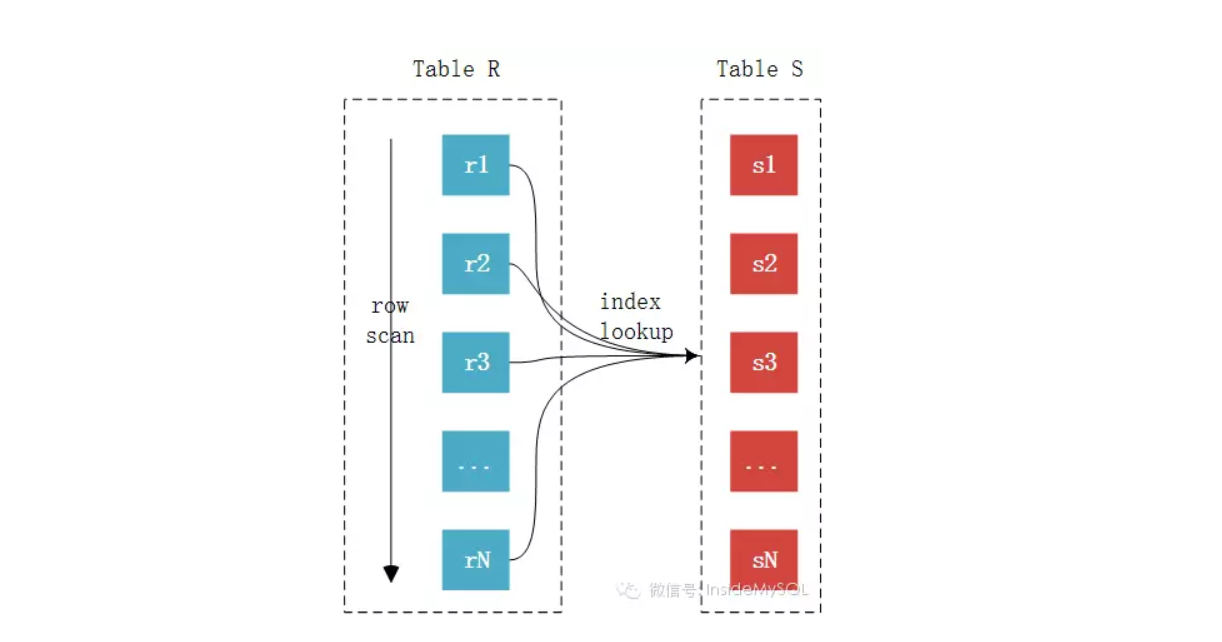 Table R
Table S
r1
s1
r2
s2
row
scan
index
lookup
r3
s3
...
...
rN
sN
微信号: InsideMySQL